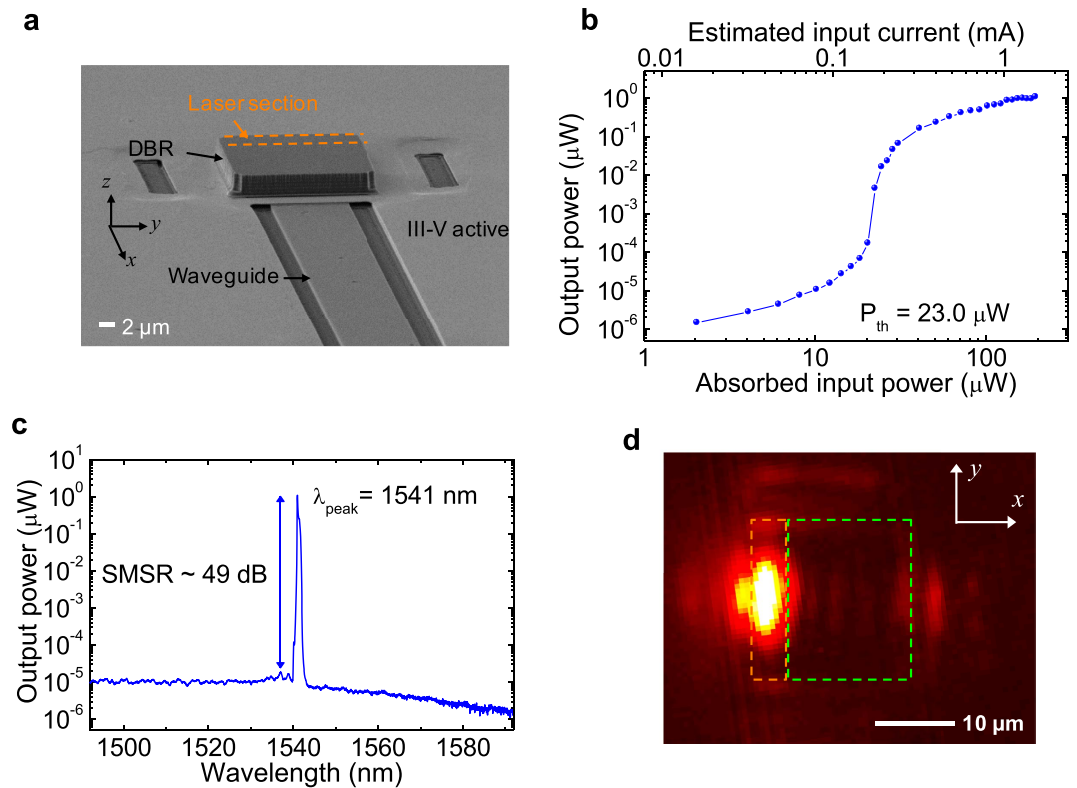 a
Laser section
DBR
z
y
x
III-V active
Waveguide
2 μm
b
Estimated input current (mA)
0.01 0.1 1
10^0
10^-1
10^-2
10^-3
10^-4
10^-5
10^-6
Output power (μW)
P_th = 23.0 μW
1 10 100
Absorbed input power (μW)
c
10^1
10^0
10^-1
10^-2
10^-3
10^-4
10^-5
10^-6
Output power (μW)
λ_peak = 1541 nm
SMSR ~ 49 dB
1500 1520 1540 1560 1580
Wavelength (nm)
d
y
x
10 μm